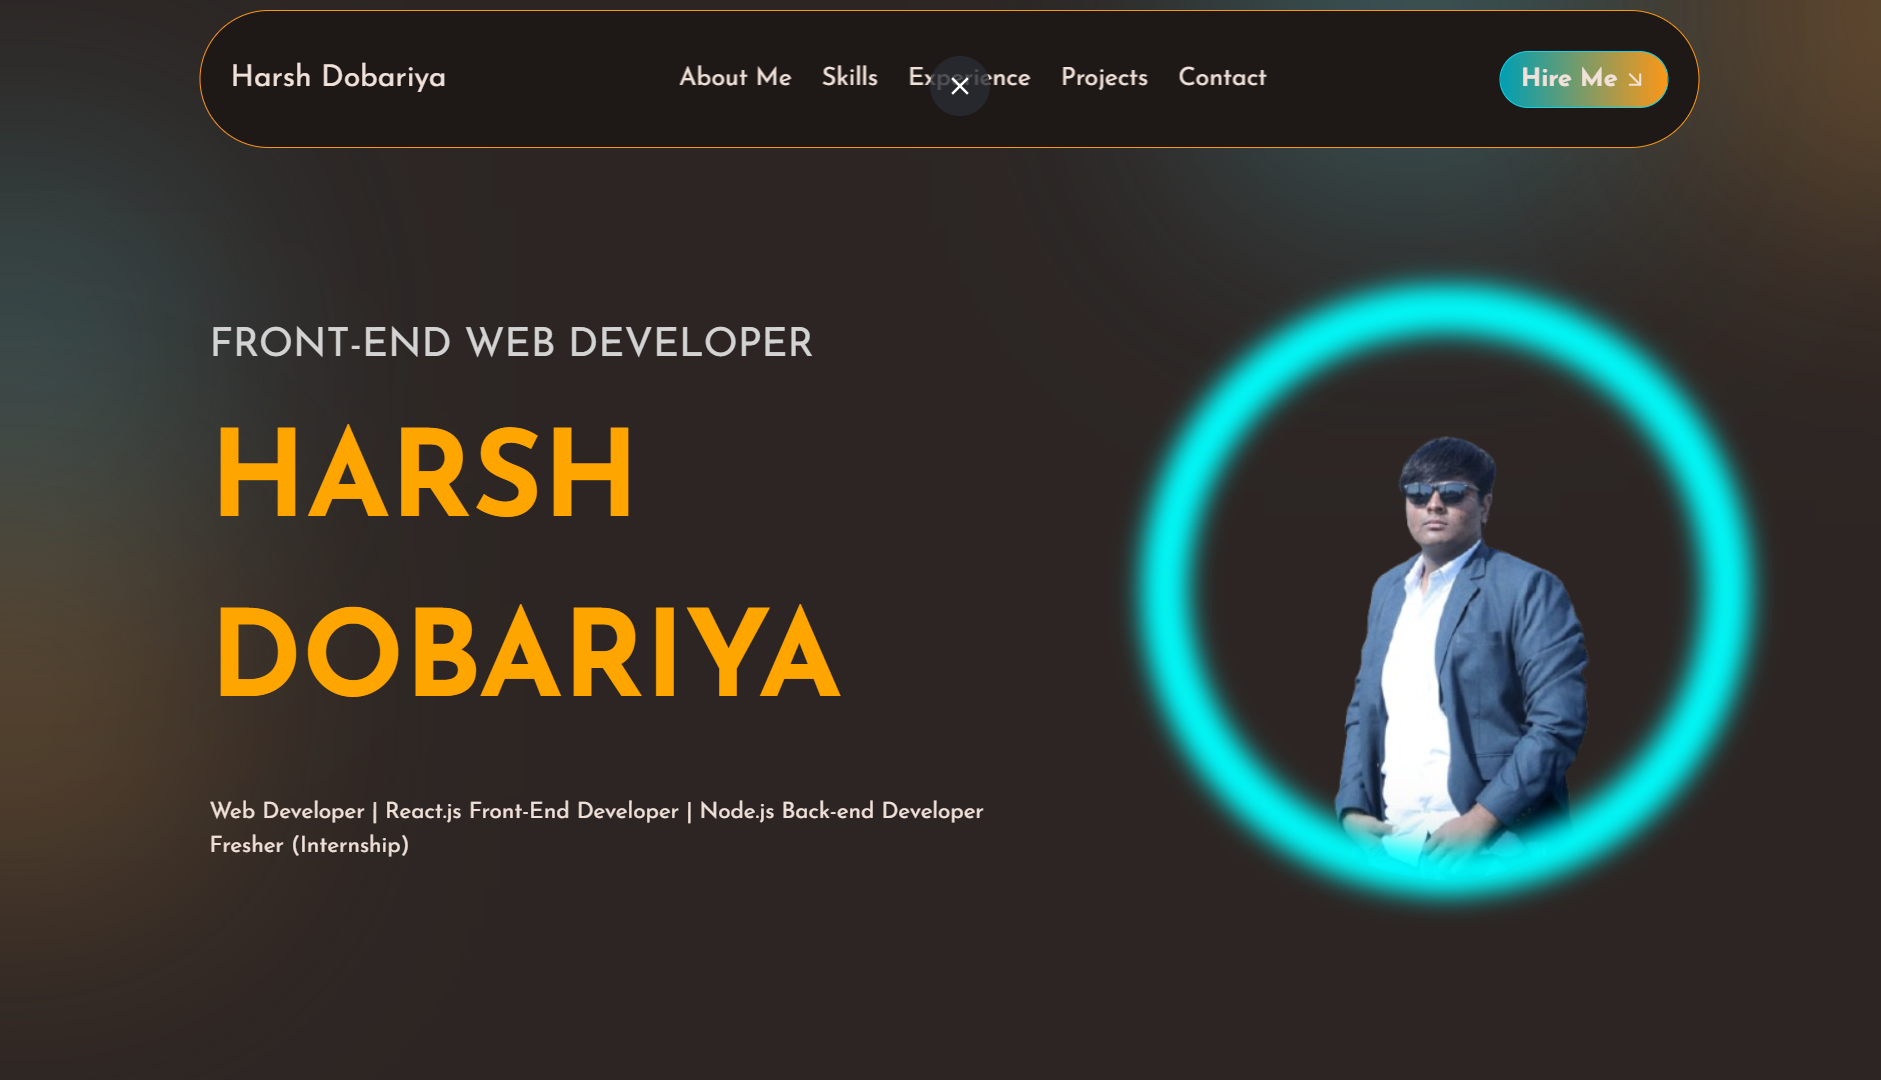 Harsh Dobariya
About Me Skills Experience Projects Contact
Hire Me
FRONT-END WEB DEVELOPER
HARSH
DOBARIYA
Web Developer | React.js Front-End Developer | Node.js Back-end Developer
Fresher (Internship)